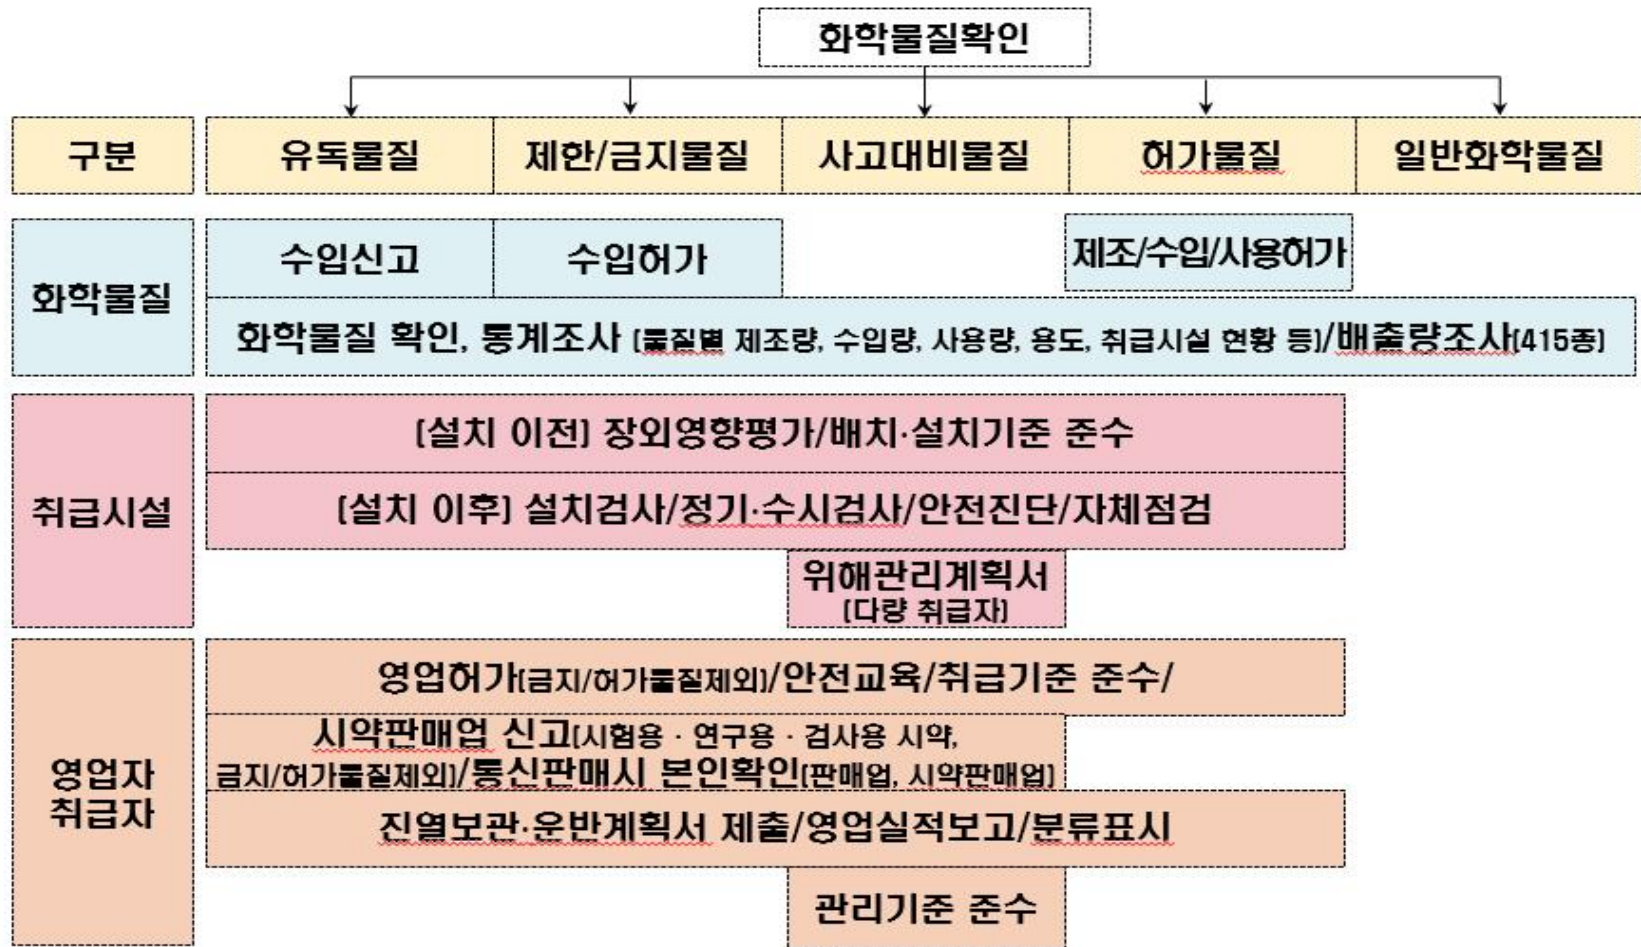 화학물질확인
구분
유독물질
제한/금지물질
사고대비물질
허가물질
일반화학물질
화학물질
수입신고
수입허가
제조/수입/사용허가
화학물질 확인, 통계조사 (물질별 제조량, 수입량, 사용량, 용도, 취급시설 현황 등)/배출량조사(415종)
취급시설
(설치 이전) 장외영향평가/배치·설치기준 준수
(설치 이후) 설치검사/정기·수시검사/안전진단/자체점검
위해관리계획서
(다량 취급자)
영업자
취급자
영업허가(금지/허가물질제외)/안전교육/취급기준 준수/
시약판매업 신고(시험용 · 연구용 · 검사용 시약,
금지/허가물질제외)/통신판매시 본인확인(판매업, 시약판매업)
진열보관·운반계획서 제출/영업실적보고/분류표시
관리기준 준수